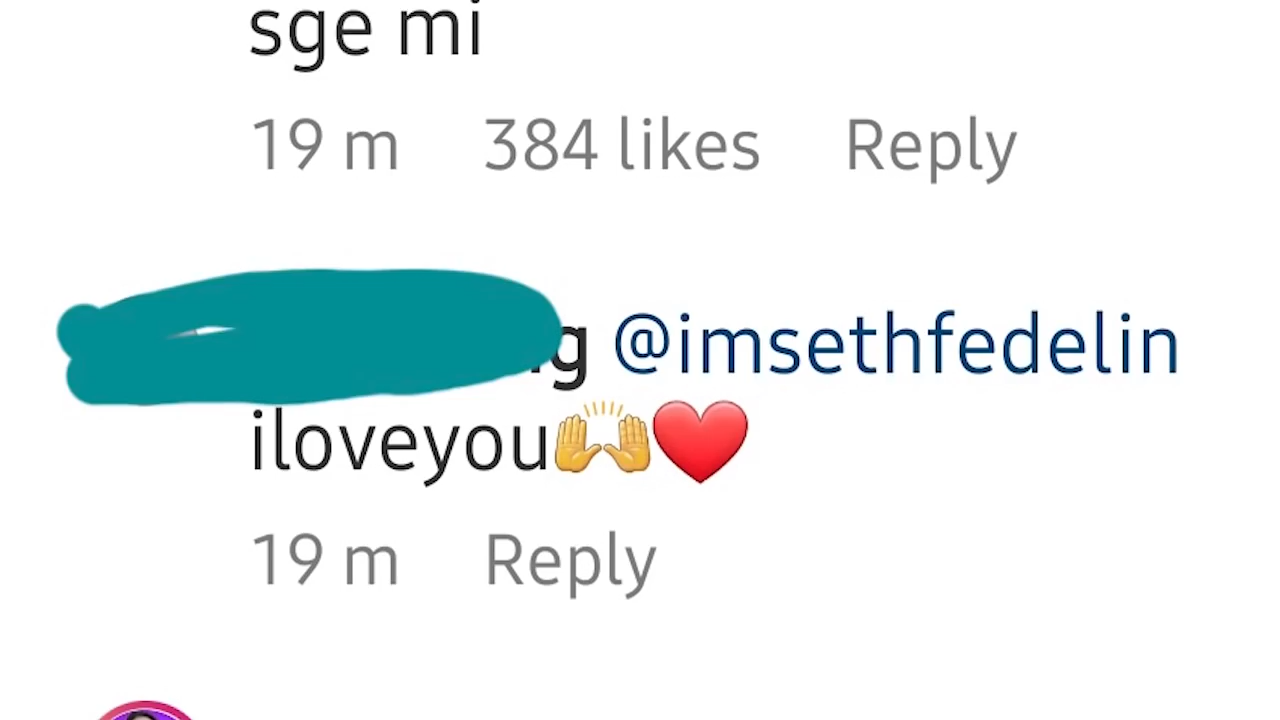 sge mi
19 m 384 likes Reply
@imsethfedelin
iloveyou🙌❤️
19 m Reply